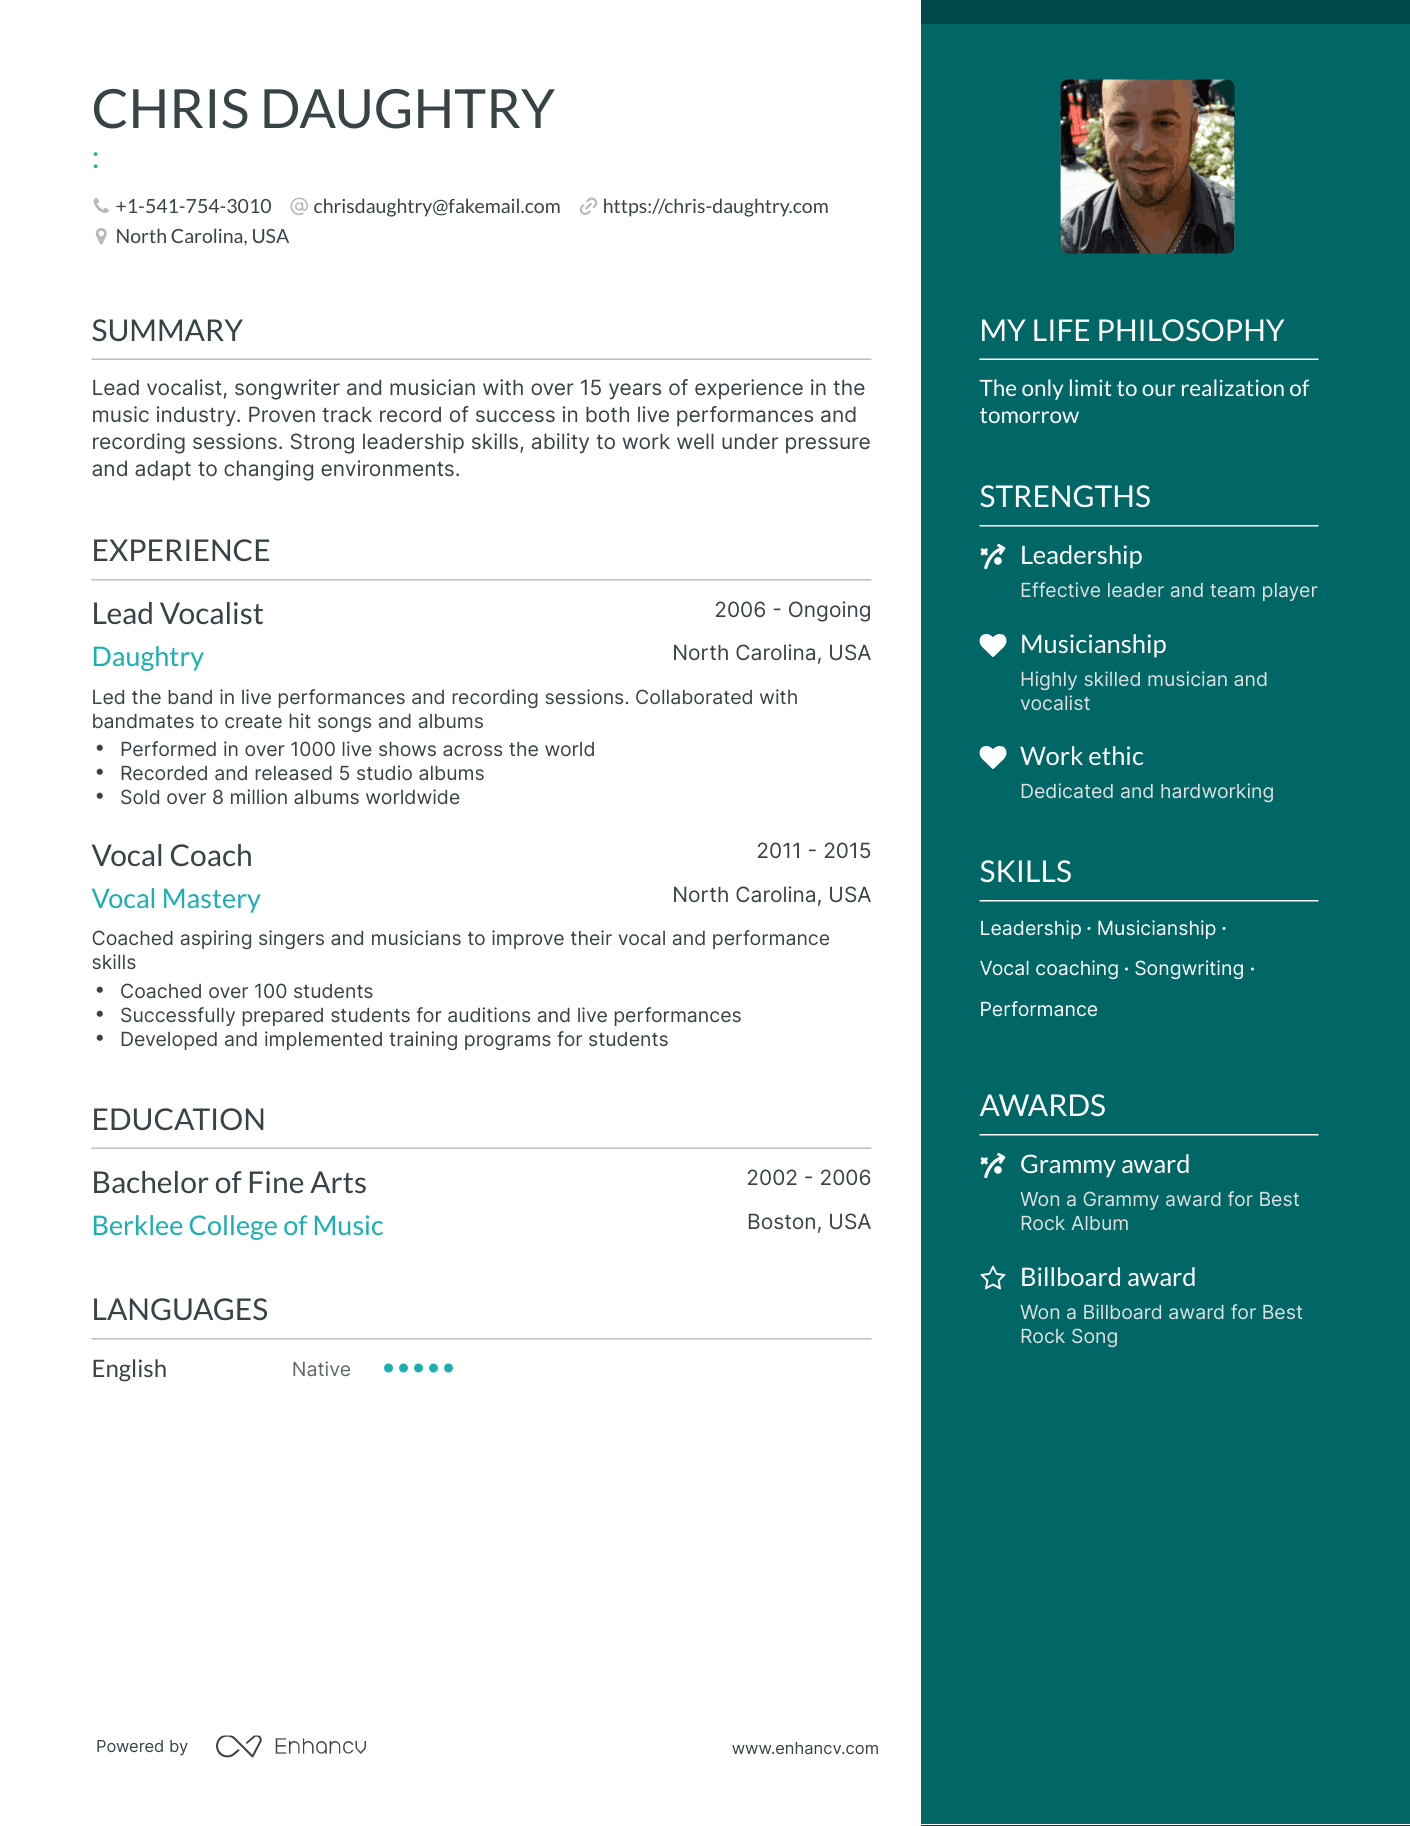 CHRIS DAUGHTRY
:
+1-541-754-3010 chrisdaughtry@fakemail.com https://chris-daughtry.com
North Carolina, USA
SUMMARY
Lead vocalist, songwriter and musician with over 15 years of experience in the
music industry. Proven track record of success in both live performances and
recording sessions. Strong leadership skills, ability to work well under pressure
and adapt to changing environments.
EXPERIENCE
Lead Vocalist 2006 - Ongoing
Daughtry North Carolina, USA
Led the band in live performances and recording sessions. Collaborated with
bandmates to create hit songs and albums
• Performed in over 1000 live shows across the world
• Recorded and released 5 studio albums
• Sold over 8 million albums worldwide
Vocal Coach 2011 - 2015
Vocal Mastery North Carolina, USA
Coached aspiring singers and musicians to improve their vocal and performance
skills
• Coached over 100 students
• Successfully prepared students for auditions and live performances
• Developed and implemented training programs for students
EDUCATION
Bachelor of Fine Arts 2002 - 2006
Berklee College of Music Boston, USA
LANGUAGES
English Native
MY LIFE PHILOSOPHY
The only limit to our realization of
tomorrow
STRENGTHS
Leadership
Effective leader and team player
Musicianship
Highly skilled musician and
vocalist
Work ethic
Dedicated and hardworking
SKILLS
Leadership · Musicianship ·
Vocal coaching · Songwriting ·
Performance
AWARDS
Grammy award
Won a Grammy award for Best
Rock Album
Billboard award
Won a Billboard award for Best
Rock Song
Powered by Enhancv www.enhancv.com